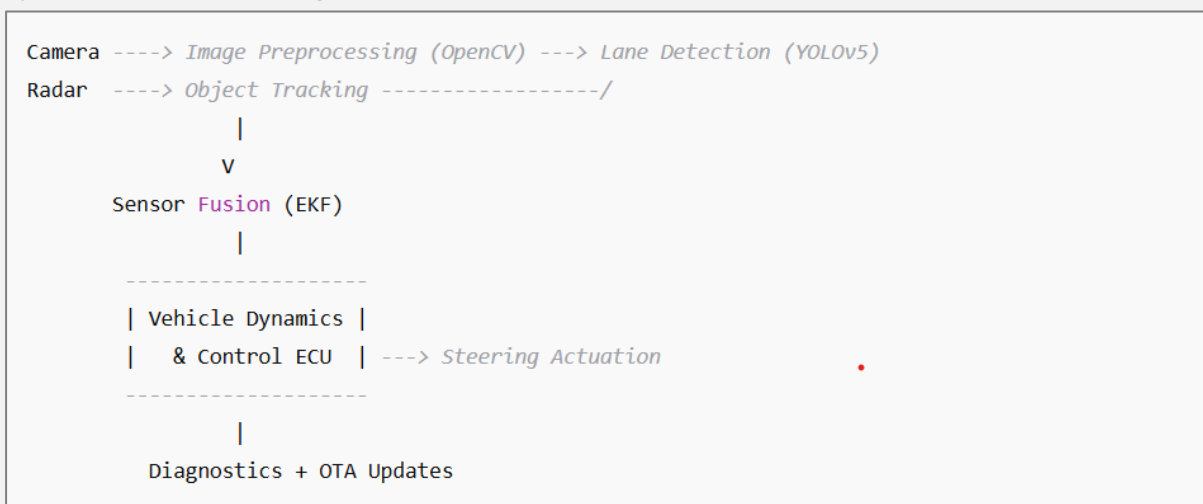 Camera ----> Image Preprocessing (OpenCV) ---> Lane Detection (YOLOv5)
Radar  ----> Object Tracking ------------------/
                 |
                v
       Sensor Fusion (EKF)
                 |
        --------------------
        | Vehicle Dynamics |
        |   & Control ECU  | ---> Steering Actuation
        --------------------
                 |
          Diagnostics + OTA Updates